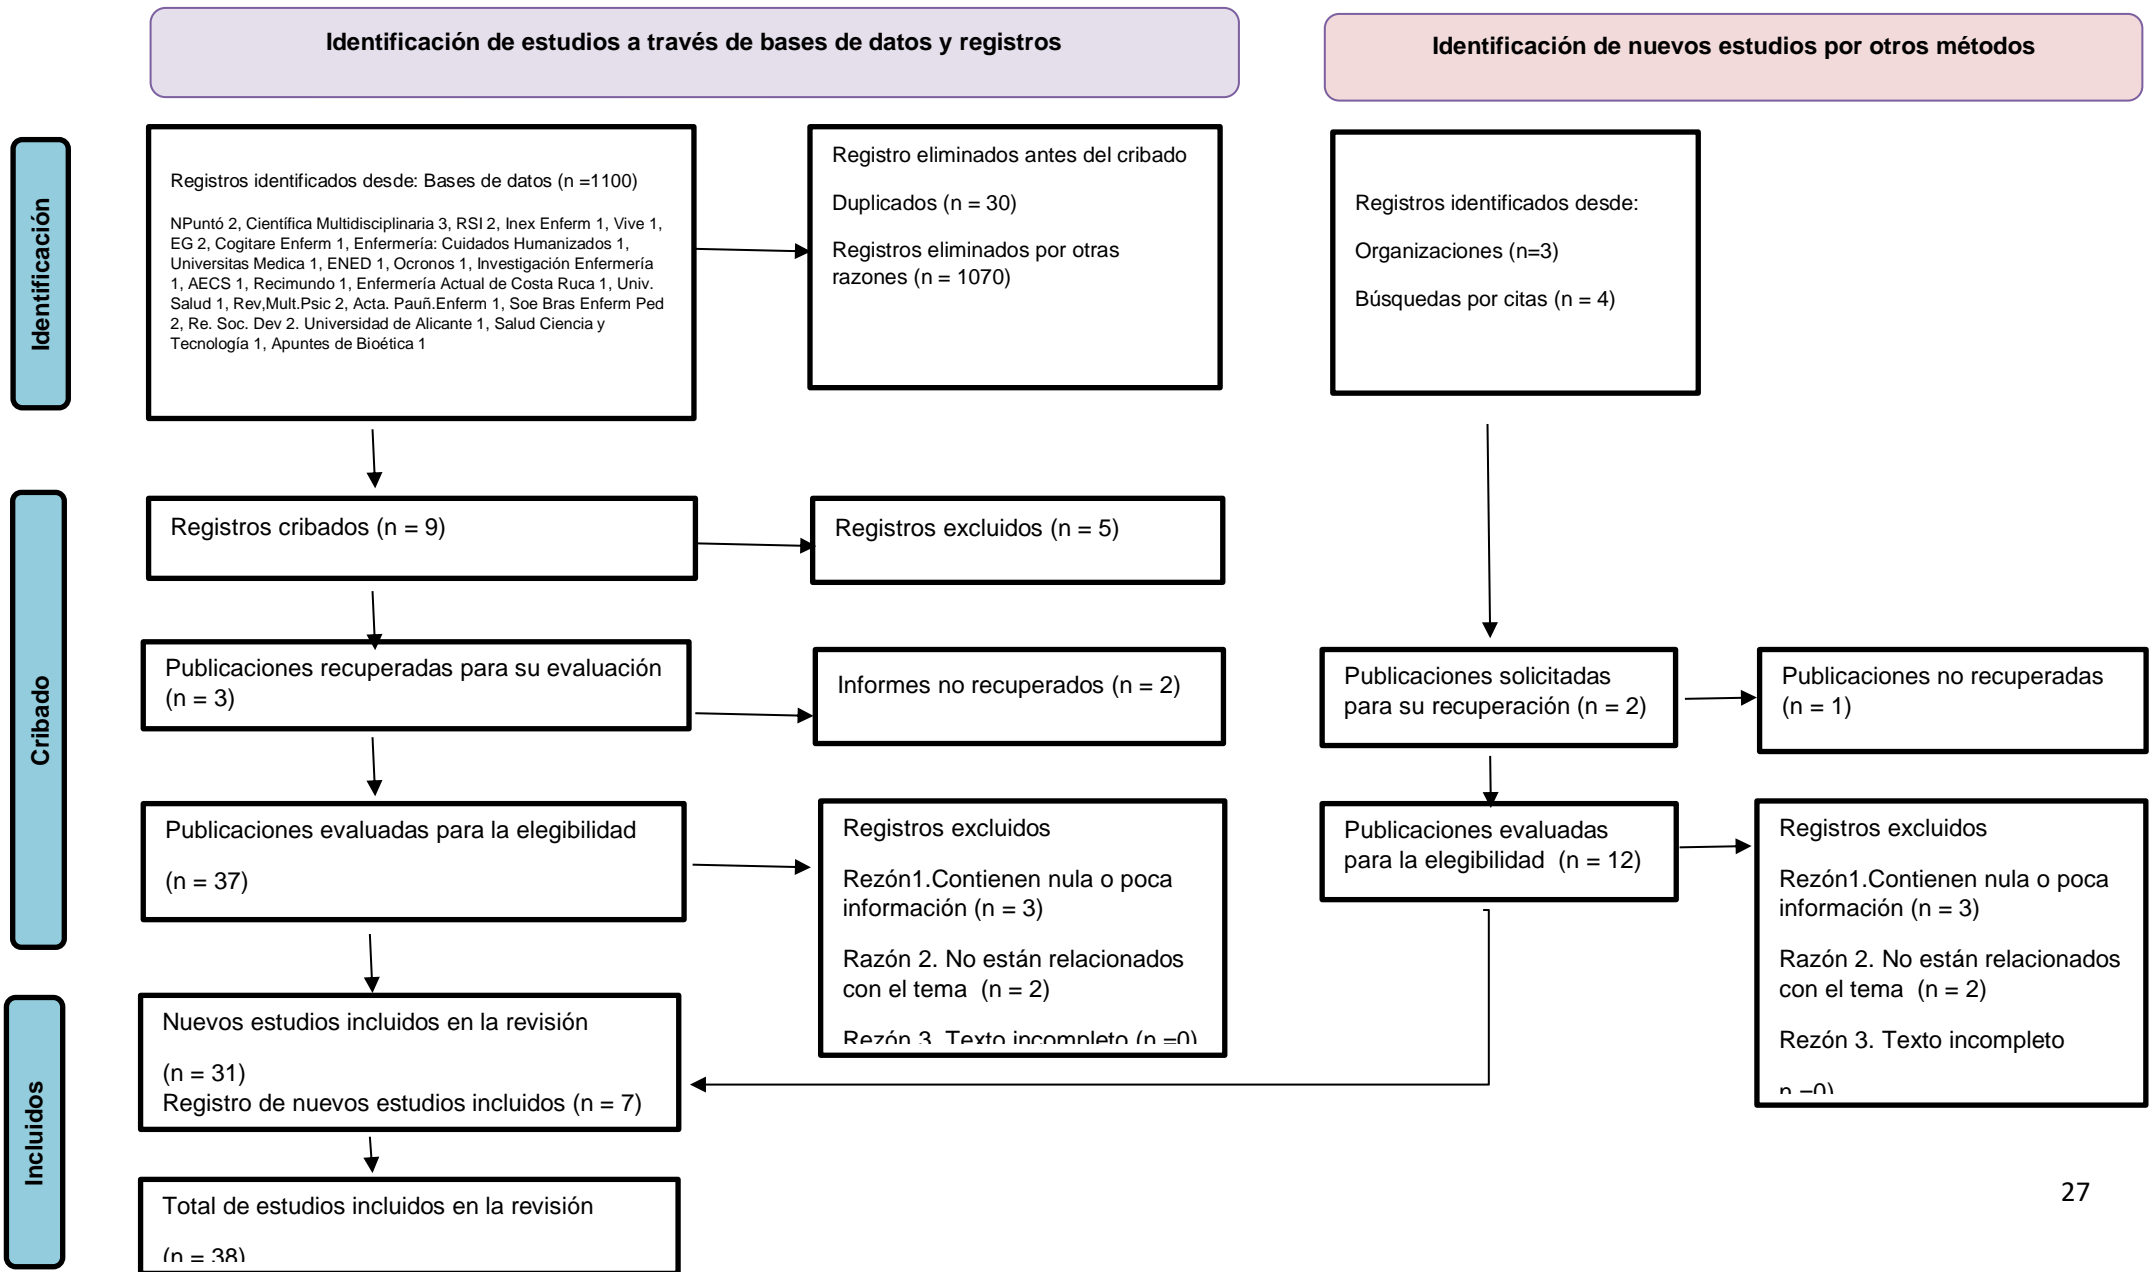 Identificación de estudios a través de bases de datos y registros
Identificación de nuevos estudios por otros métodos
Identificación
Registros identificados desde: Bases de datos (n =1100)
NPuntó 2, Científica Multidisciplinaria 3, RSI 2, Inex Enferm 1, Vive 1,
EG 2, Cogitare Enferm 1, Enfermería: Cuidados Humanizados 1,
Universitas Medica 1, ENED 1, Ocronos 1, Investigación Enfermería
1, AECS 1, Recimundo 1, Enfermería Actual de Costa Ruca 1, Univ.
Salud 1, Rev,Mult.Psic 2, Acta. Pauñ.Enferm 1, Soe Bras Enferm Ped
2, Re. Soc. Dev 2. Universidad de Alicante 1, Salud Ciencia y
Tecnología 1, Apuntes de Bioética 1
Registro eliminados antes del cribado
Duplicados (n = 30)
Registros eliminados por otras
razones (n = 1070)
Registros identificados desde:
Organizaciones (n=3)
Búsquedas por citas (n = 4)
Cribado
Registros cribados (n = 9)
Registros excluidos (n = 5)
Publicaciones recuperadas para su evaluación
(n = 3)
Informes no recuperados (n = 2)
Publicaciones solicitadas
para su recuperación (n = 2)
Publicaciones no recuperadas
(n = 1)
Publicaciones evaluadas para la elegibilidad
(n = 37)
Registros excluidos
Rezón1.Contienen nula o poca
información (n = 3)
Razón 2. No están relacionados
con el tema  (n = 2)
Rezón 3. Texto incompleto (n =0)
Publicaciones evaluadas
para la elegibilidad  (n = 12)
Registros excluidos
Rezón1.Contienen nula o poca
información (n = 3)
Razón 2. No están relacionados
con el tema  (n = 2)
Rezón 3. Texto incompleto
n =0)
Incluidos
Nuevos estudios incluidos en la revisión
(n = 31)
Registro de nuevos estudios incluidos (n = 7)
Total de estudios incluidos en la revisión
(n = 38)
27